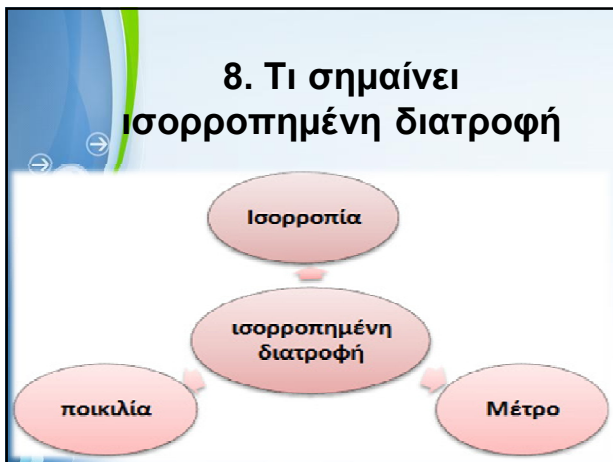 8. Τι σημαίνει
ισορροπημένη διατροφή
Ισορροπία
ισορροπημένη
διατροφή
ποικιλία
Μέτρο